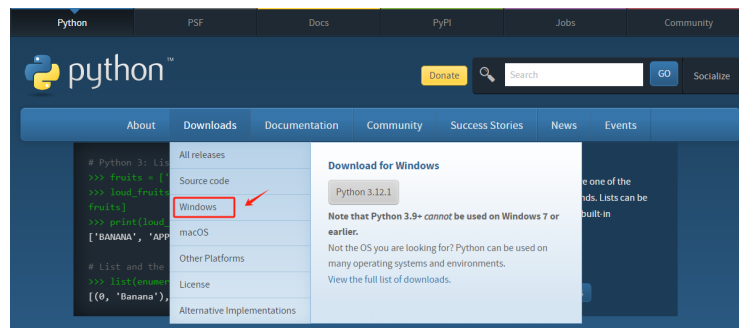 Python PSF Docs PyPI Jobs Community
python™
Donate Search GO Socialize
About Downloads Documentation Community Success Stories News Events
All releases
Source code
Windows
macOS
Other Platforms
License
Alternative Implementations
Download for Windows
Python 3.12.1
Note that Python 3.9+ cannot be used on Windows 7 or
earlier.
Not the OS you are looking for? Python can be used on
many operating systems and environments.
View the full list of downloads.
# Python 3: Lis
>>> fruits = ['
>>> loud_fruits
fruits]
>>> print(loud_
['BANANA', 'APP
# List and the
>>> list(enumer
[(0, 'Banana'),
e one of the
nds. Lists can be
built-in